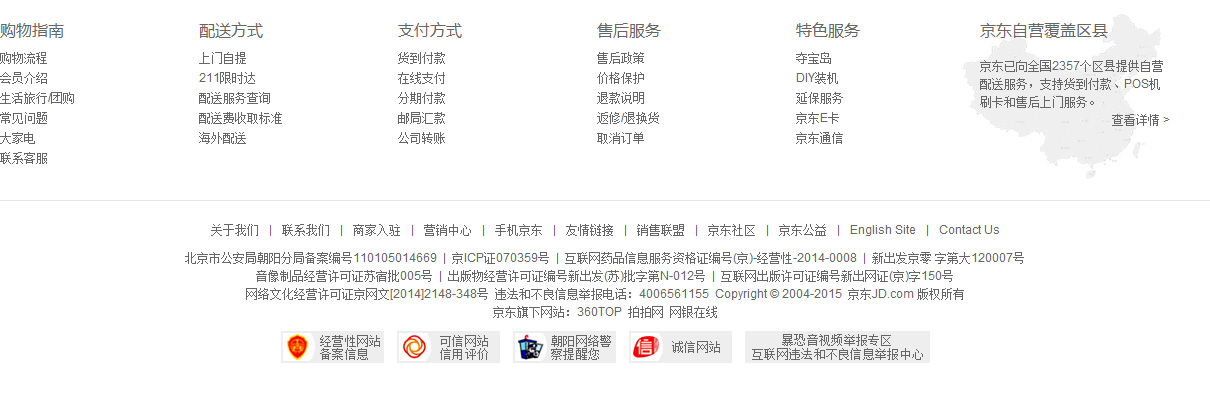 购物指南
购物流程
会员介绍
生活旅行/团购
常见问题
大家电
联系客服
配送方式
上门自提
211限时达
配送服务查询
配送费收取标准
海外配送
支付方式
货到付款
在线支付
分期付款
邮局汇款
公司转账
售后服务
售后政策
价格保护
退款说明
返修/退换货
取消订单
特色服务
夺宝岛
DIY装机
延保服务
京东E卡
京东通信
京东自营覆盖区县
京东已向全国2357个区县提供自营
配送服务，支持货到付款、POS机
刷卡和售后上门服务。
查看详情 >
关于我们 | 联系我们 | 商家入驻 | 营销中心 | 手机京东 | 友情链接 | 销售联盟 | 京东社区 | 京东公益 | English Site | Contact Us
北京市公安局朝阳分局备案编号110105014669 | 京ICP证070359号 | 互联网药品信息服务资格证编号(京)-经营性-2014-0008 | 新出发京零 字第大120007号
音像制品经营许可证苏宿批005号 | 出版物经营许可证编号新出发(苏)批字第N-012号 | 互联网出版许可证编号新出网证(京)字150号
网络文化经营许可证京网文[2014]2148-348号 违法和不良信息举报电话：4006561155 Copyright © 2004-2015 京东JD.com 版权所有
京东旗下网站：360TOP 拍拍网 网银在线
经营性网站
备案信息
可信网站
信用评价
朝阳网络警
察提醒您
诚信网站
暴恐音视频举报专区
互联网违法和不良信息举报中心